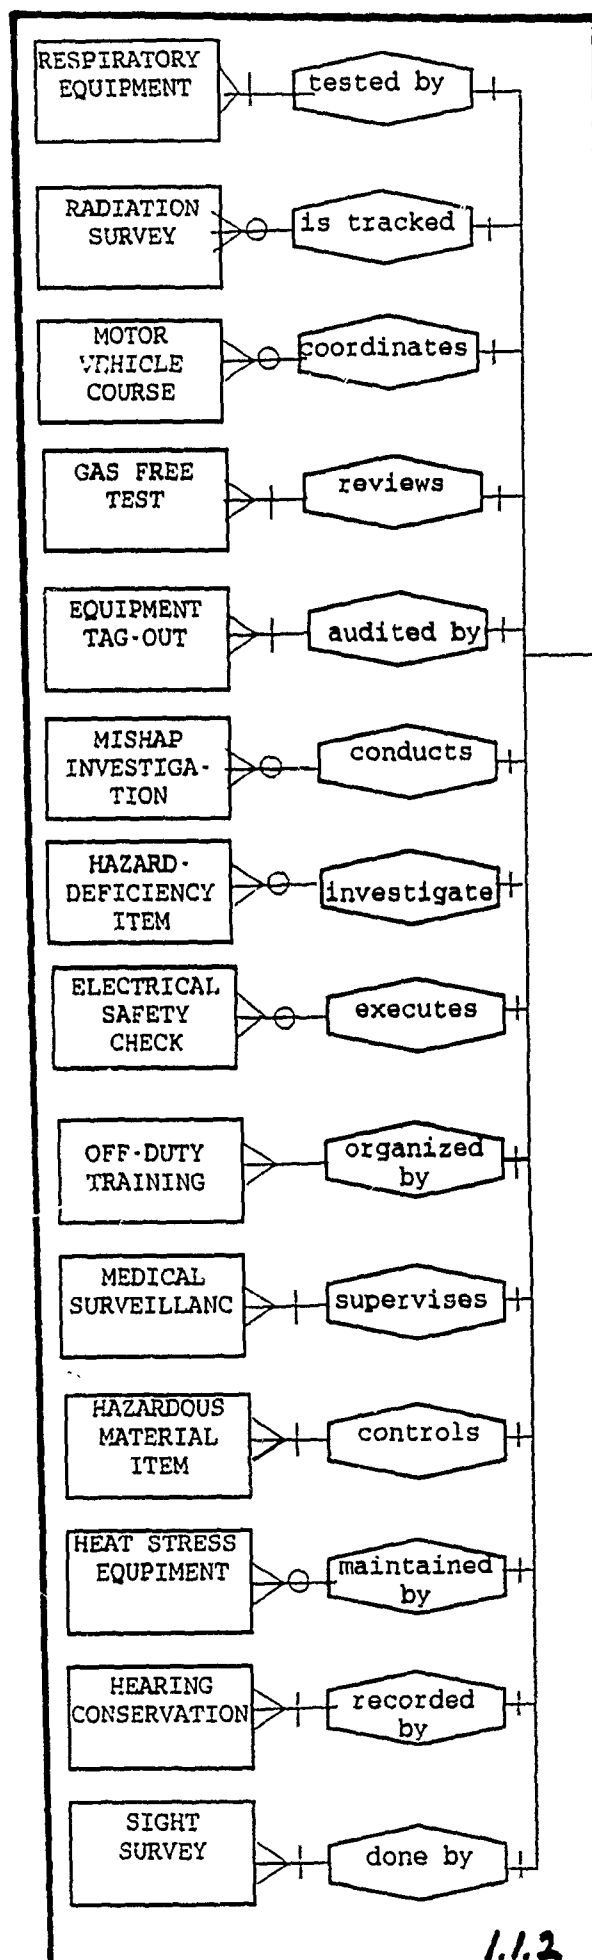 RESPIRATORY
EQUIPMENT
tested by
RADIATION
SURVEY
is tracked
MOTOR
VEHICLE
COURSE
coordinates
GAS FREE
TEST
reviews
EQUIPMENT
TAG-OUT
audited by
MISHAP
INVESTIGA-
TION
conducts
HAZARD-
DEFICIENCY
ITEM
investigate
ELECTRICAL
SAFETY
CHECK
executes
OFF-DUTY
TRAINING
organized
by
MEDICAL
SURVEILLANC
supervises
HAZARDOUS
MATERIAL
ITEM
controls
HEAT STRESS
EQUPIMENT
maintained
by
HEARING
CONSERVATION
recorded
by
SIGHT
SURVEY
done by
1.1.2